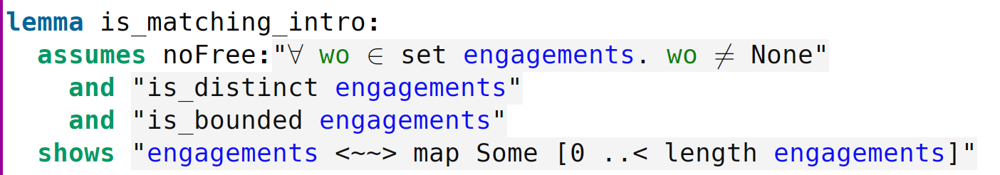 lemma is_matching_intro:
assumes noFree:"∀ wo ∈ set engagements. wo ≠ None"
and "is_distinct engagements"
and "is_bounded engagements"
shows "engagements <~~> map Some [0 ..< length engagements]"